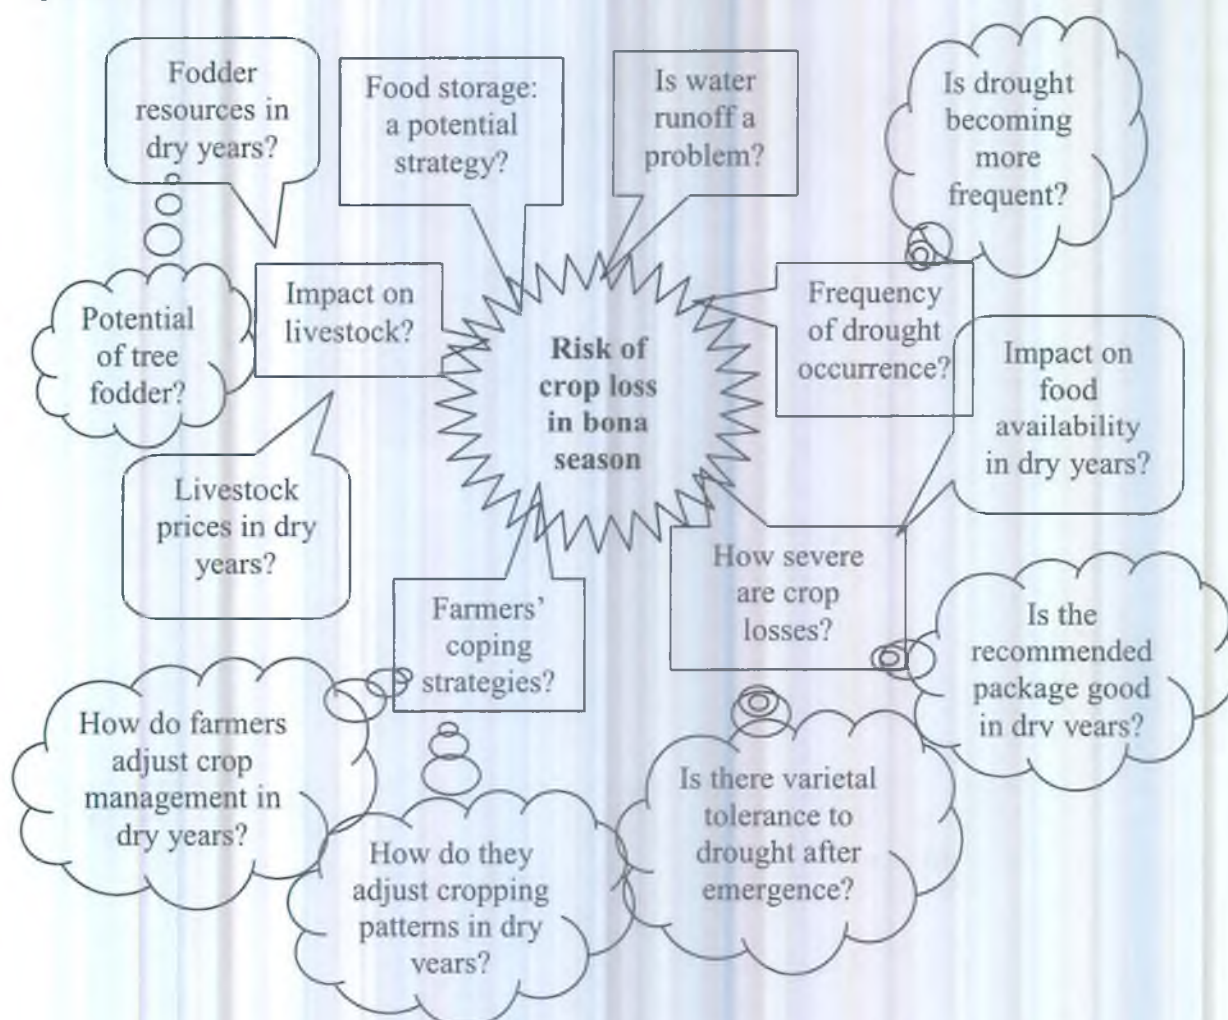 Fodder
resources in
dry years?
Food storage:
a potential
strategy?
Is water
runoff a
problem?
Is drought
becoming
more
frequent?
Potential
of tree
fodder?
Impact on
livestock?
Risk of
crop loss
in bona
season
Frequency
of drought
occurrence?
Impact on
food
availability
in dry years?
Livestock
prices in dry
years?
Farmers'
coping
strategies?
How severe
are crop
losses?
Is the
recommended
package good
in dry years?
How do farmers
adjust crop
management in
dry years?
How do they
adjust cropping
patterns in dry
years?
Is there varietal
tolerance to
drought after
emergence?